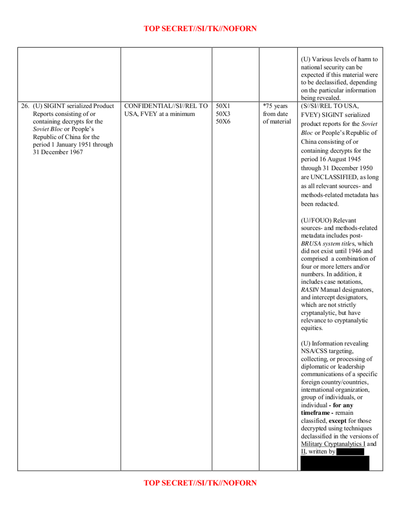 TOP SECRET//SI/TK//NOFORN
(U) Various levels of harm to
national security can be
expected if this material were
to be declassified, depending
on the particular information
being revealed.
26. (U) SIGINT serialized Product
Reports consisting of or
containing decrypts for the
Soviet Bloc or People's
Republic of China for the
period 1 January 1951 through
31 December 1967
CONFIDENTIAL//SI//REL TO
USA, FVEY at a minimum
50X1
50X3
50X6
*75 years
from date
of material
(S//SI//REL TO USA,
FVEY) SIGINT serialized
product reports for the Soviet
Bloc or People's Republic of
China consisting of or
containing decrypts for the
period 16 August 1945
through 31 December 1950
are UNCLASSIFIED, as long
as all relevant sources- and
methods-related metadata has
been redacted.
(U//FOUO) Relevant
sources- and methods-related
metadata includes post-
BRUSA system titles, which
did not exist until 1946 and
comprised a combination of
four or more letters and/or
numbers. In addition, it
includes case notations,
RASIN Manual designators,
and intercept designators,
which are not strictly
cryptanalytic, but have
relevance to cryptanalytic
equities.
(U) Information revealing
NSA/CSS targeting,
collecting, or processing of
diplomatic or leadership
communications of a specific
foreign country/countries,
international organization,
group of individuals, or
individual - for any
timeframe - remain
classified, except for those
decrypted using techniques
declassified in the versions of
Military Cryptanalytics I and
II, written by
TOP SECRET//SI/TK//NOFORN